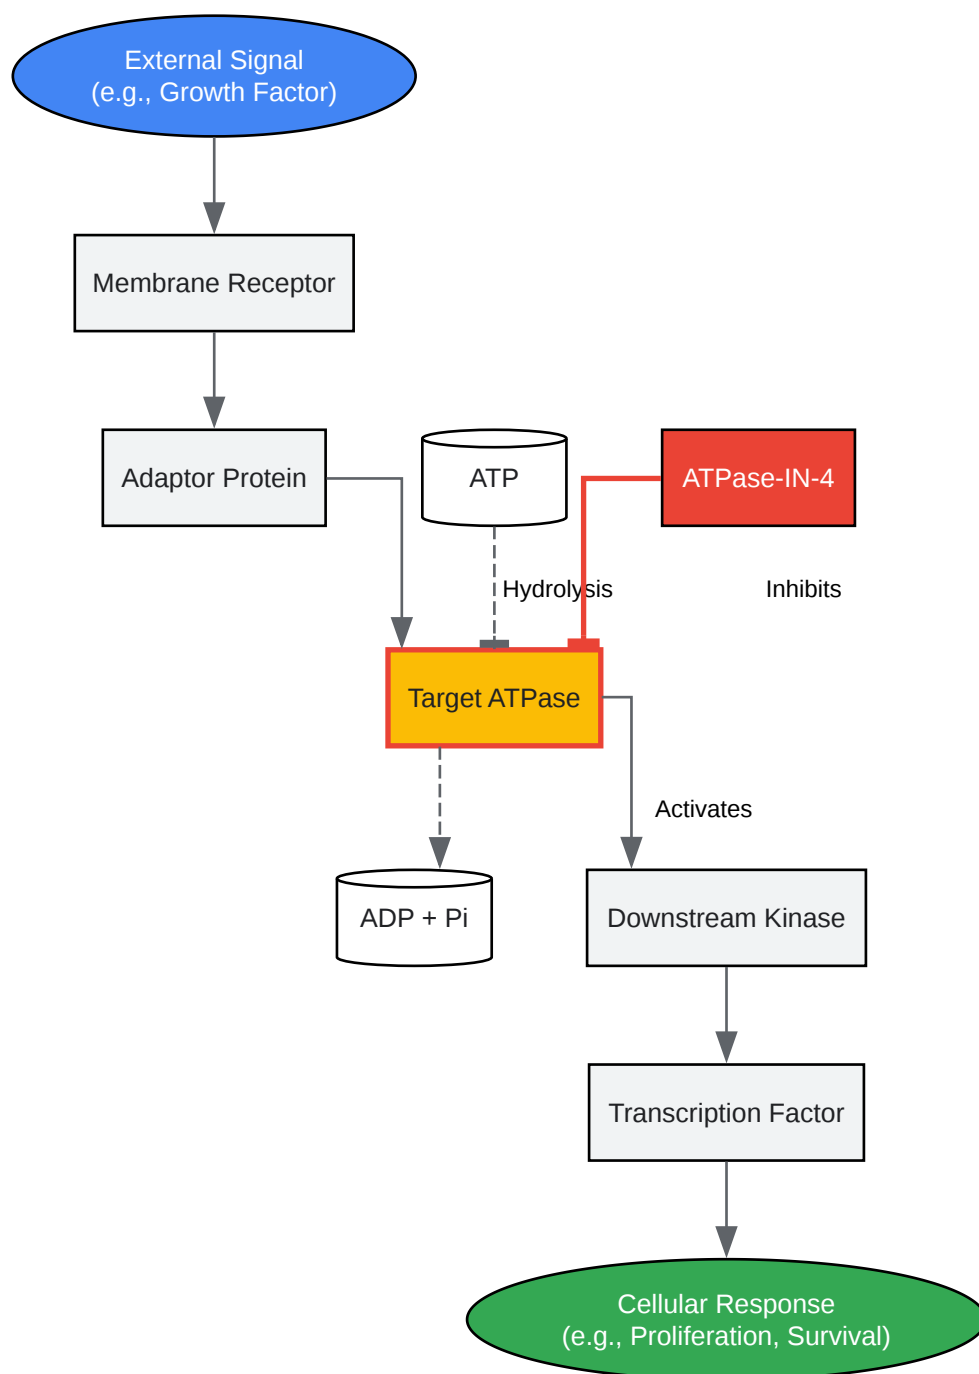 External Signal
(e.g., Growth Factor)
Membrane Receptor
Adaptor Protein
ATP
ATPase-IN-4
Hydrolysis
Inhibits
Target ATPase
Activates
ADP + Pi
Downstream Kinase
Transcription Factor
Cellular Response
(e.g., Proliferation, Survival)